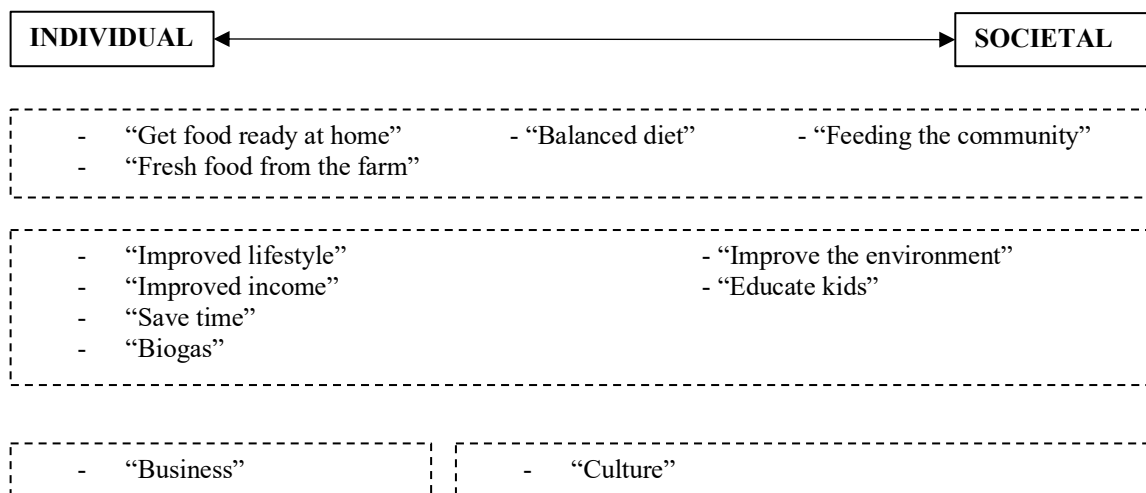 INDIVIDUAL SOCIETAL
- “Get food ready at home” - “Balanced diet” - “Feeding the community”
- “Fresh food from the farm”
- “Improved lifestyle” - “Improve the environment”
- “Improved income” - “Educate kids”
- “Save time”
- “Biogas”
- “Business” - “Culture”